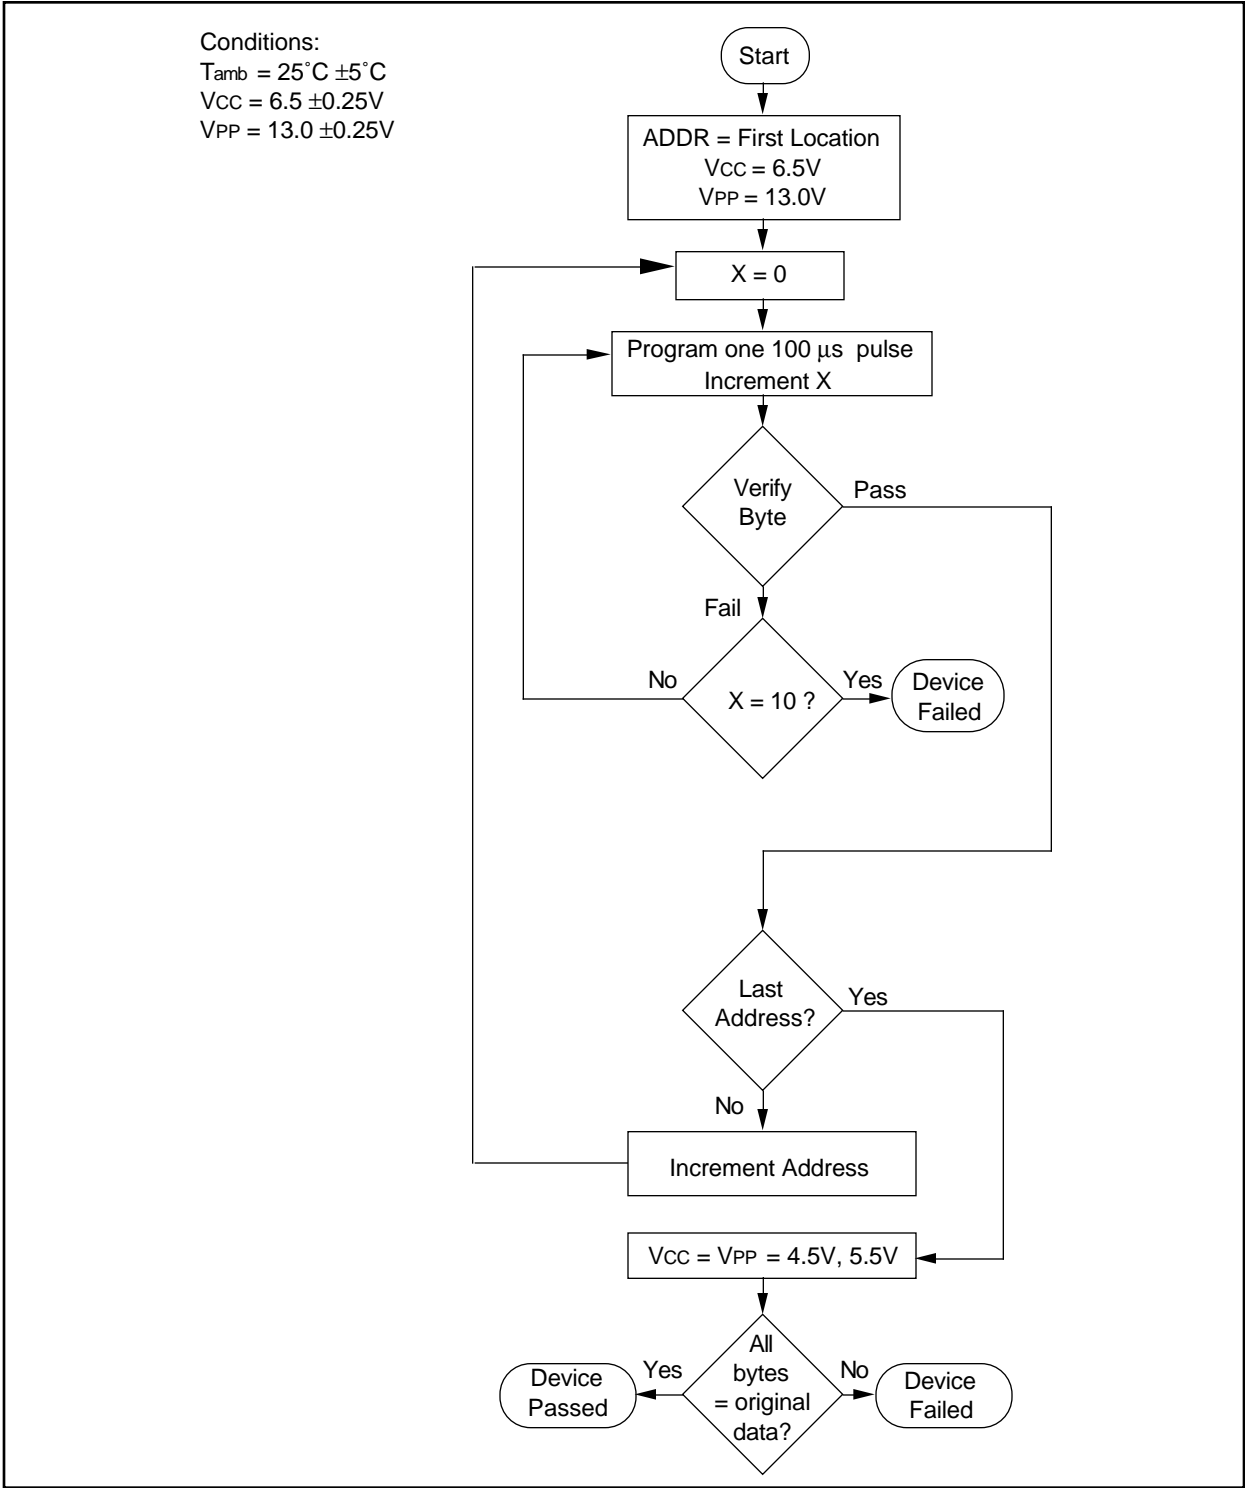 Conditions:
Tamb = 25˚C ±5˚C
VCC = 6.5 ±0.25V
VPP = 13.0 ±0.25V
Start
ADDR = First Location
VCC = 6.5V
VPP = 13.0V
X = 0
Program one 100 µs pulse
Increment X
Verify
Byte
Pass
Fail
X = 10 ?
No
Yes
Device
Failed
Last
Address?
Yes
No
Increment Address
VCC = VPP = 4.5V, 5.5V
All
bytes
= original
data?
Yes
Device
Passed
No
Device
Failed